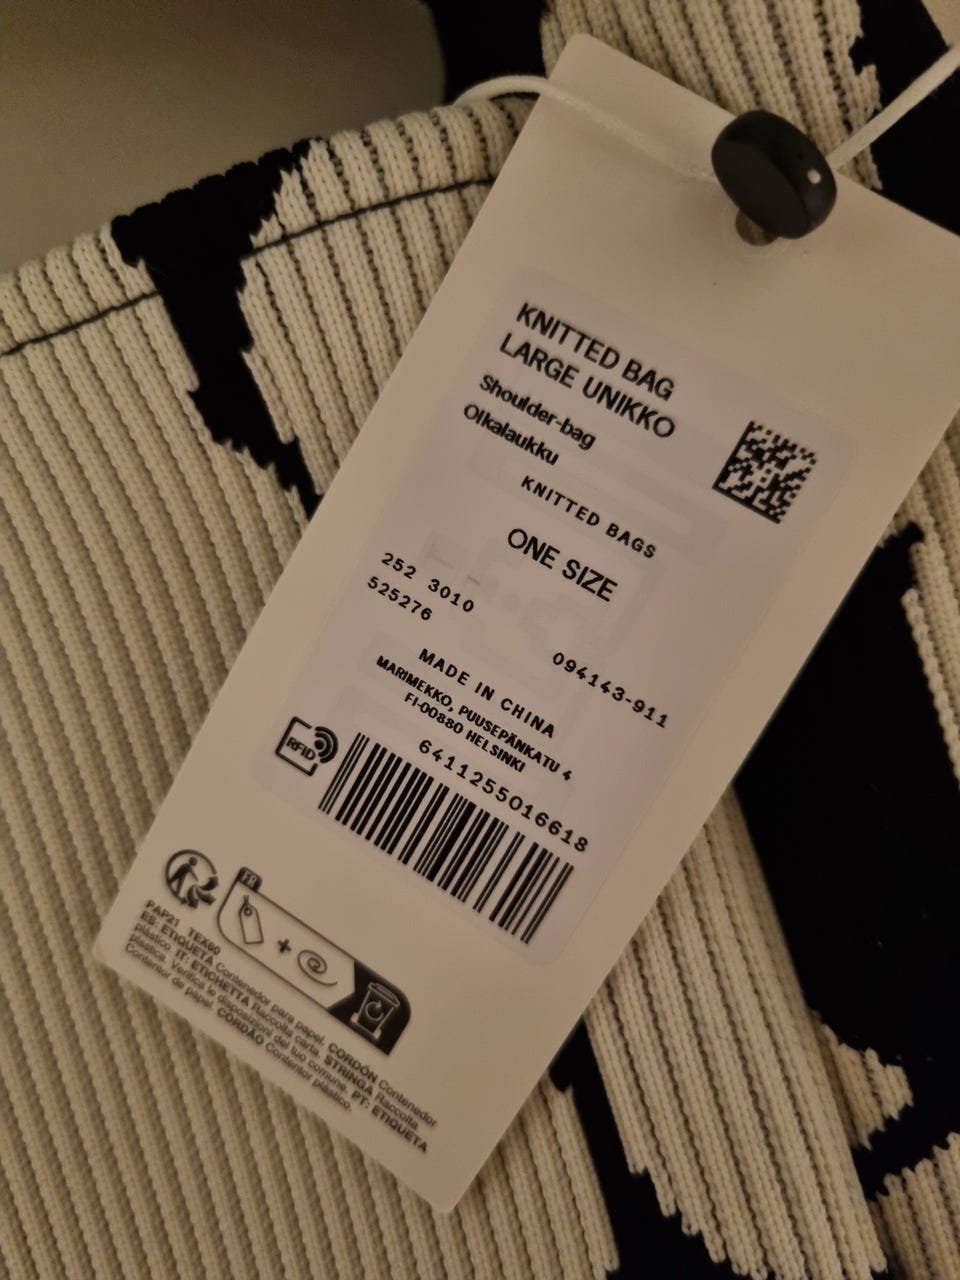 KNITTED BAG
LARGE UNIKKO
Shoulder-bag
Olkalaukku
KNITTED BAGS
ONE SIZE
252 3010
525276
094143-911
MADE IN CHINA
MARIMEKKO, PUUSEPÄNKATU 4
FI-00880 HELSINKI
RFID
6411255016618
FR
PAP21 TEX60
ES: ETIQUETA Contenedor para papel. CORDÓN Contenedor
plástico. IT: ETICHETTA Raccolta carta. STRINGA Raccolta
plastica. Verifica le disposizioni del tuo comune. PT: ETIQUETA
Contentor de papel. CORDÃO Contentor plástico.